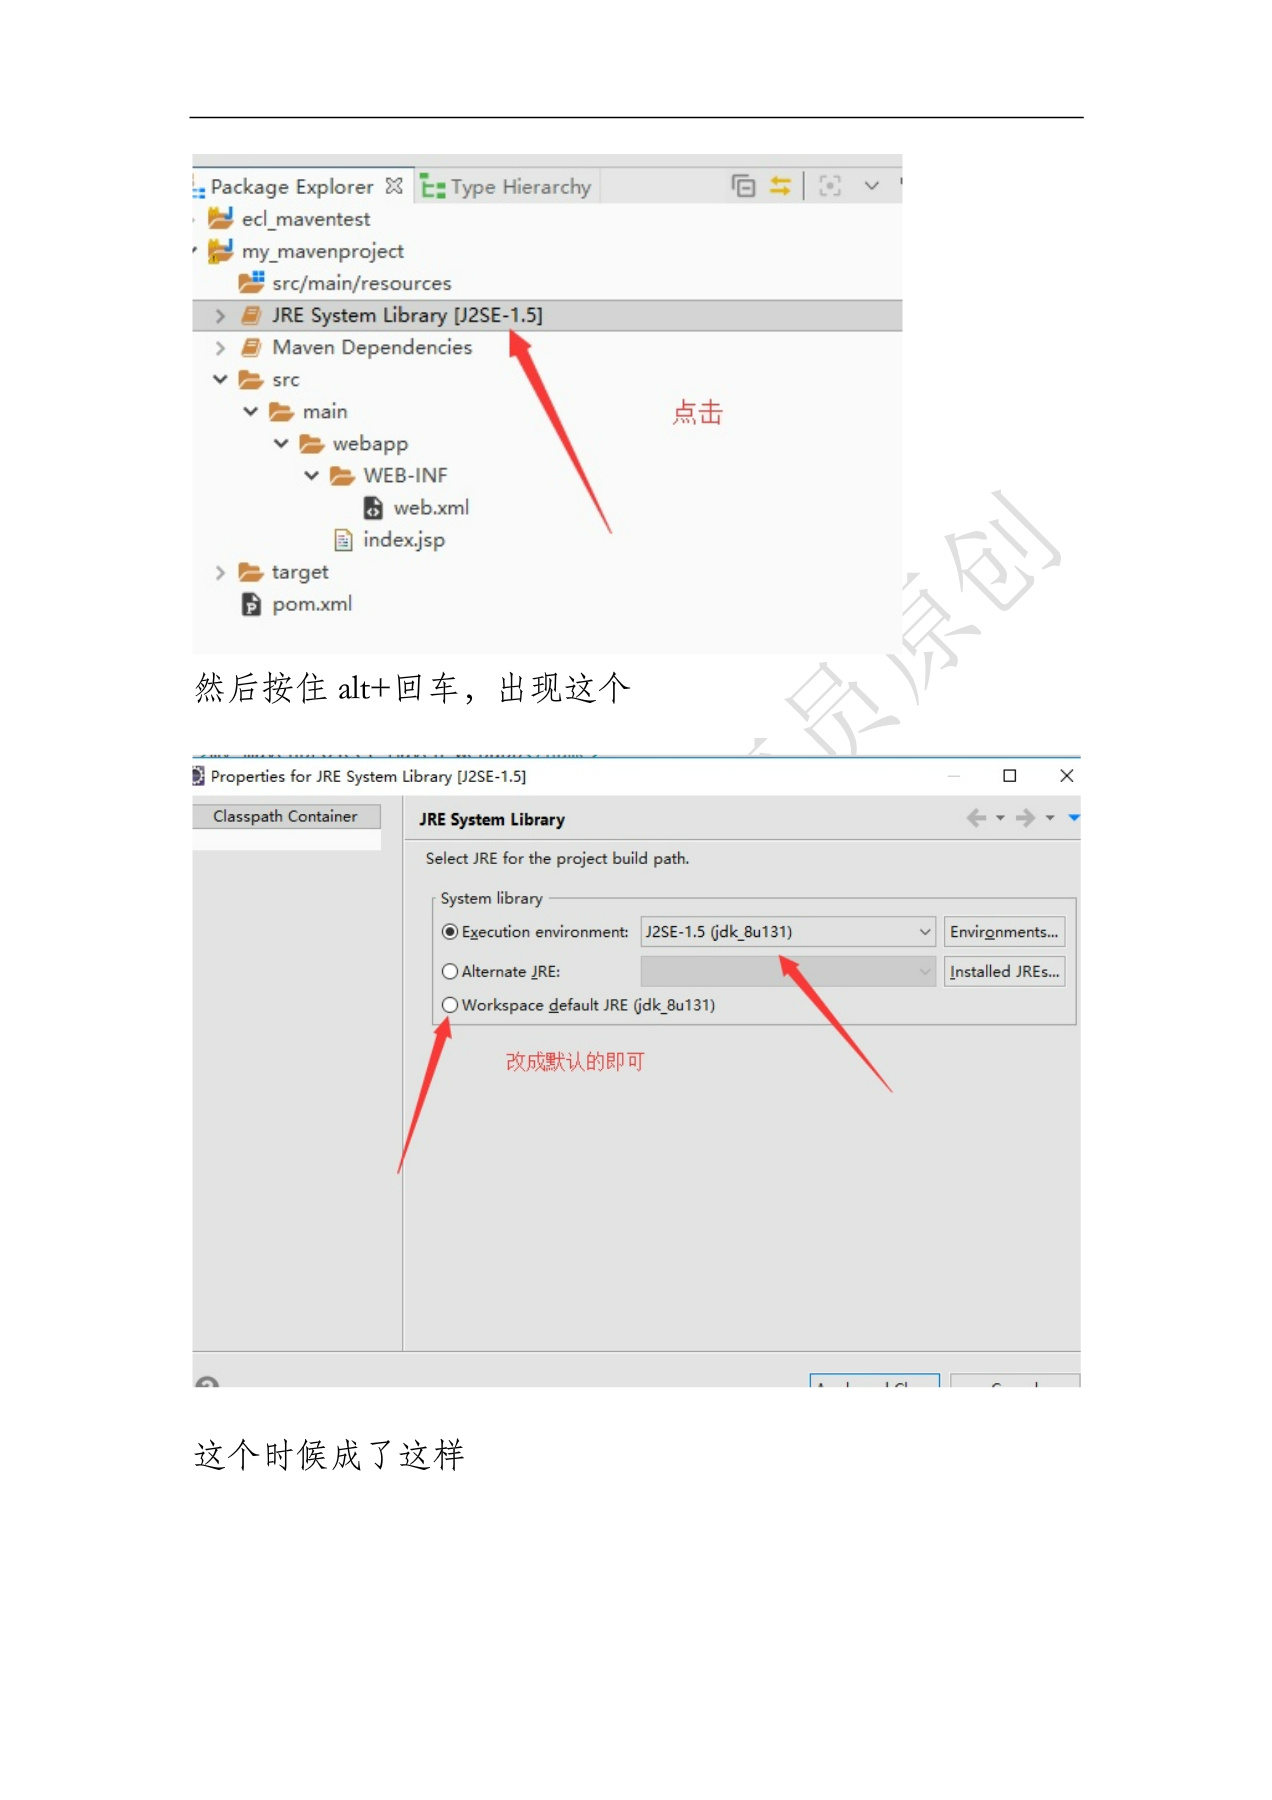 Package Explorer Type Hierarchy
ecl_maventest
my_mavenproject
src/main/resources
JRE System Library [J2SE-1.5]
Maven Dependencies
src
main
点击
webapp
WEB-INF
web.xml
index.jsp
target
pom.xml
员原创
然后按住 alt+回车，出现这个
Properties for JRE System Library [J2SE-1.5]
Classpath Container
JRE System Library
Select JRE for the project build path.
System library
Execution environment: J2SE-1.5 (jdk_8u131) Environments...
Alternate JRE: Installed JREs...
Workspace default JRE (jdk_8u131)
改成默认的即可
这个时候成了这样